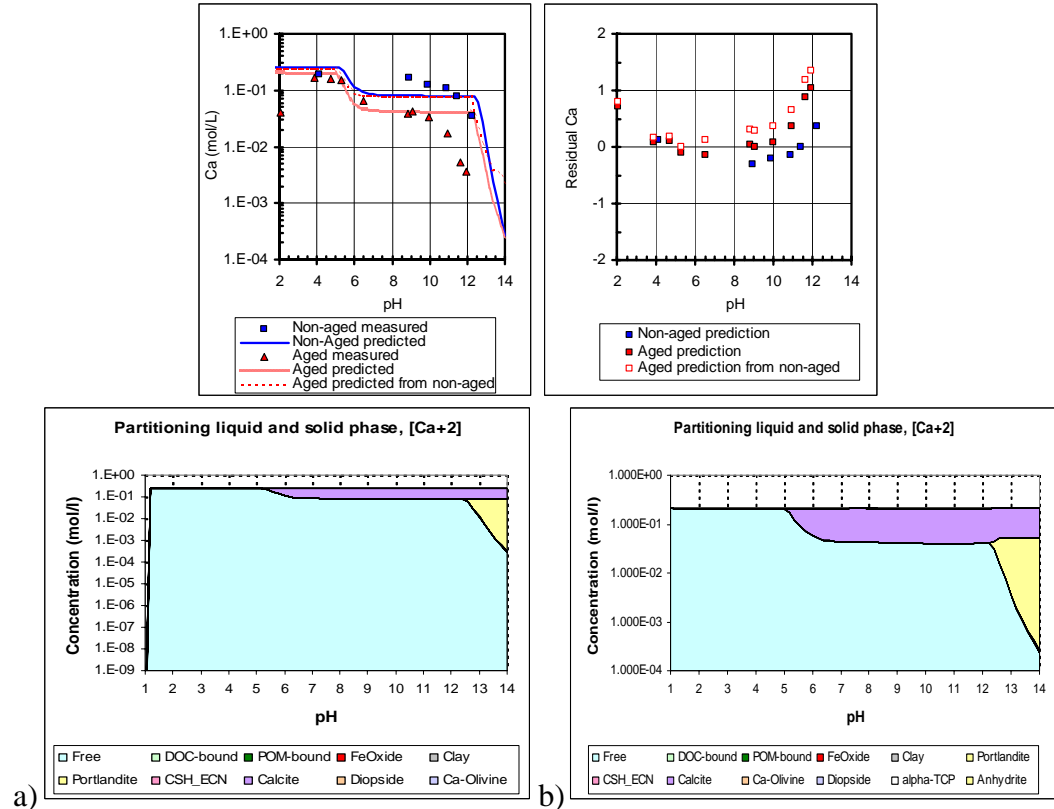 1.E+00
1.E-01
1.E-02
1.E-03
1.E-04
Ca (mol/L)
2 4 6 8 10 12 14
pH
Non-aged measured
Non-Aged predicted
Aged measured
Aged predicted
Aged predicted from non-aged
2
1
0
-1
-2
Residual Ca
2 4 6 8 10 12 14
pH
Non-aged prediction
Aged prediction
Aged prediction from non-aged
Partitioning liquid and solid phase, [Ca+2]
1.E+00
1.E-01
1.E-02
1.E-03
1.E-04
1.E-05
1.E-06
1.E-07
1.E-08
1.E-09
Concentration (mol/l)
1 2 3 4 5 6 7 8 9 10 11 12 13 14
pH
Free DOC-bound POM-bound FeOxide Clay
Portlandite CSH_ECN Calcite Diopside Ca-Olivine
a)
Partitioning liquid and solid phase, [Ca+2]
1.000E+00
1.000E-01
1.000E-02
1.000E-03
1.000E-04
Concentration (mol/l)
1 2 3 4 5 6 7 8 9 10 11 12 13 14
pH
Free DOC-bound POM-bound FeOxide Clay Portlandite
CSH_ECN Calcite Ca-Olivine Diopside alpha-TCP Anhydrite
b)